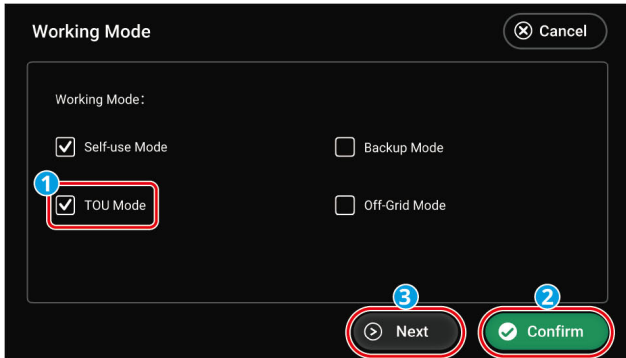 Working Mode
Cancel
Working Mode:
Self-use Mode
Backup Mode
1
TOU Mode
Off-Grid Mode
3
2
Next
Confirm